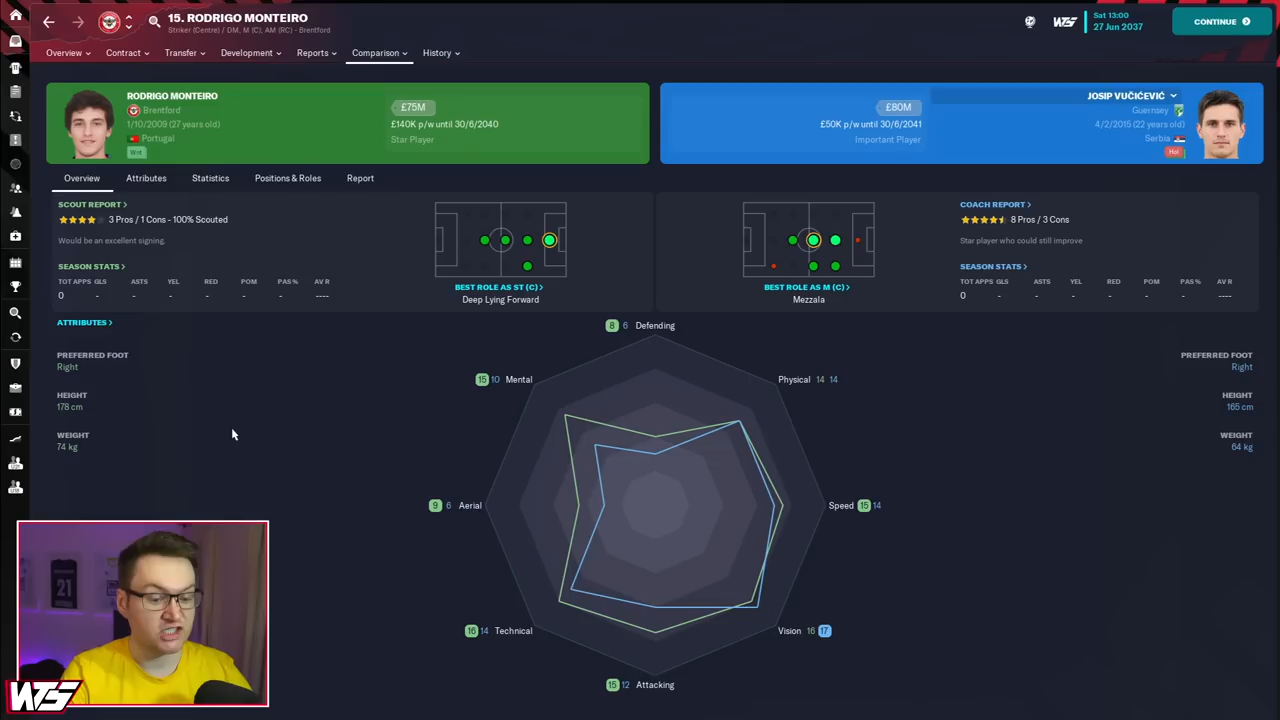 15. RODRIGO MONTEIRO
Striker (Centre) / DM, M (C), AM (RC) - Brentford
WTS
Sat 13:00
27 Jun 2037
CONTINUE
Overview Contract Transfer Development Reports Comparison History
RODRIGO MONTEIRO
Brentford
1/10/2009 (27 years old)
Portugal
Wnt
£75M
£140K p/w until 30/6/2040
Star Player
£80M
£50K p/w until 30/6/2041
Important Player
JOSIP VUČIĆEVIĆ
Guernsey
4/2/2015 (22 years old)
Serbia
Hol
Overview Attributes Statistics Positions & Roles Report
SCOUT REPORT >
3 Pros / 1 Cons - 100% Scouted
Would be an excellent signing.
SEASON STATS >
TOT APPS GLS ASTS YEL RED POM PAS% AV R
0 - - - - - - ----
BEST ROLE AS ST (C) >
Deep Lying Forward
BEST ROLE AS M (C) >
Mezzala
COACH REPORT >
8 Pros / 3 Cons
Star player who could still improve
SEASON STATS >
TOT APPS GLS ASTS YEL RED POM PAS% AV R
0 - - - - - - ----
ATTRIBUTES >
PREFERRED FOOT
Right
HEIGHT
178 cm
WEIGHT
74 kg
8 6 Defending
15 10 Mental
Physical 14 14
9 6 Aerial
Speed 15 14
16 14 Technical
Vision 16 17
15 12 Attacking
PREFERRED FOOT
Right
HEIGHT
165 cm
WEIGHT
64 kg
21
WTS